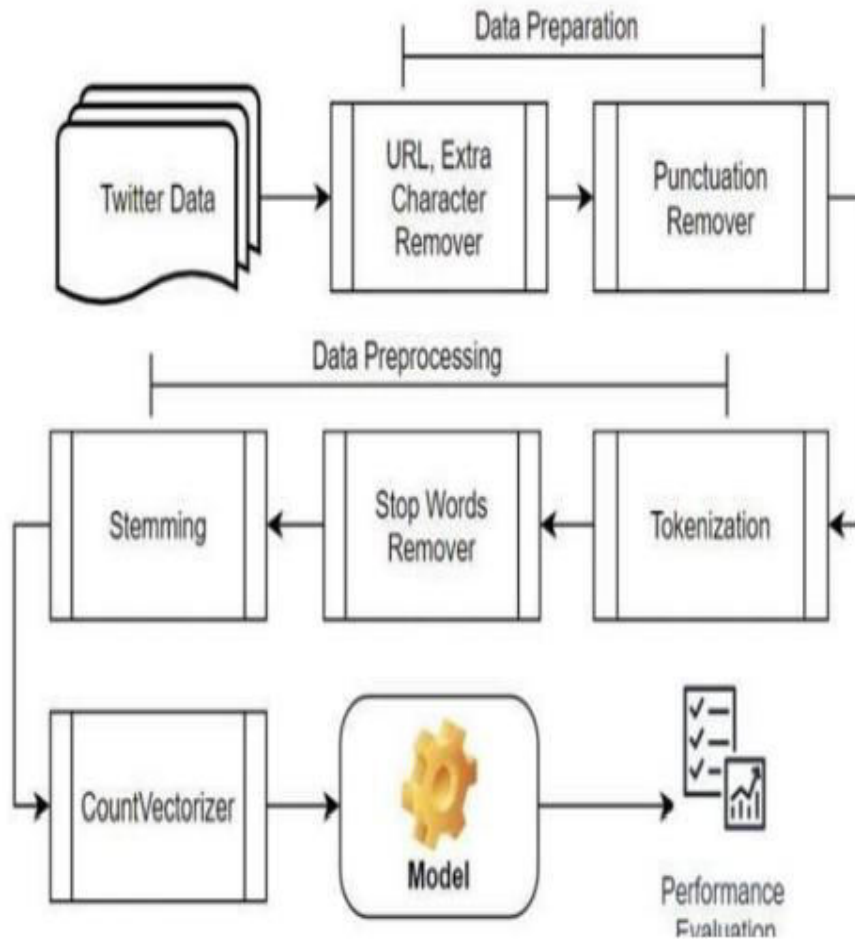 Data Preparation
Twitter Data
URL, Extra
Character
Remover
Punctuation
Remover
Data Preprocessing
Stemming
Stop Words
Remover
Tokenization
CountVectorizer
Model
Performance
Evaluation